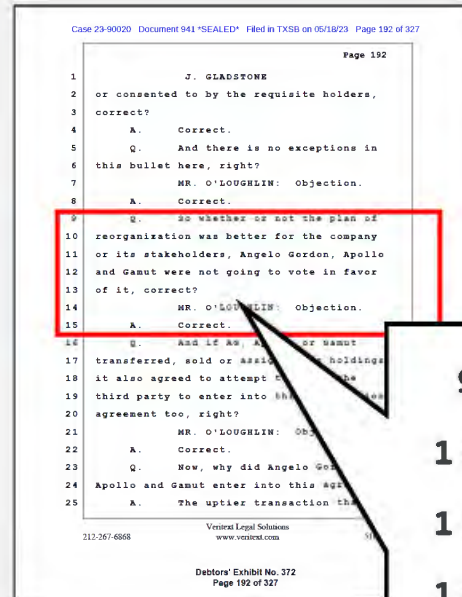 Case 23-90020 Document 941 *SEALED* Filed in TXSB on 05/18/23 Page 192 of 327
Page 192
1 J. GLADSTONE
2 or consented to by the requisite holders,
3 correct?
4 A. Correct.
5 Q. And there is no exceptions in
6 this bullet here, right?
7 MR. O'LOUGHLIN: Objection.
8 A. Correct.
9 Q. So whether or not the plan of
10 reorganization was better for the company
11 or its stakeholders, Angelo Gordon, Apollo
12 and Gamut were not going to vote in favor
13 of it, correct?
14 MR. O'LOUGHLIN: Objection.
15 A. Correct.
16 Q. And if AG, or Gamut
17 transferred, sold or holdings
18 it also agreed to attempt
19 third party to enter into
20 agreement too, right?
21 MR. O'LOUGHLIN:
22 A. Correct.
23 Q. Now, why did Angelo
24 Apollo and Gamut enter into this
25 A. The uptier transaction
Veritext Legal Solutions
212-267-6868 www.veritext.com
Debtors' Exhibit No. 372
Page 192 of 327
1
1
1